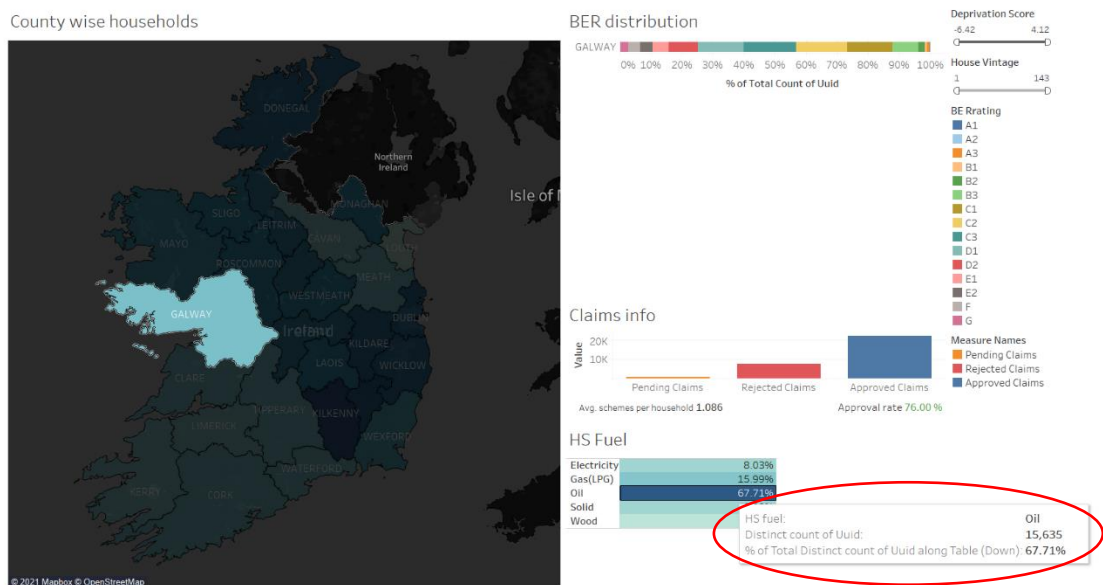 County wise households
DONEGAL
Northern
Ireland
Isle of
MONAGHAN
SLIGO
LEITRIM
CAVAN
LOUTH
MAYO
ROSCOMMON
MEATH
WESTMEATH
GALWAY
DUBLIN
Ireland
KILDARE
LAOIS
WICKLOW
CLARE
TIPPERARY
KILKENNY
LIMERICK
WEXFORD
WATERFORD
KERRY
CORK
© 2021 Mapbox © OpenStreetMap
BER distribution
GALWAY
0% 10% 20% 30% 40% 50% 60% 70% 80% 90% 100%
% of Total Count of Uuid
Deprivation Score
-6.42 4.12
House Vintage
1 143
BE Rrating
A1
A2
A3
B1
B2
B3
C1
C2
C3
D1
D2
E1
E2
F
G
Measure Names
Pending Claims
Rejected Claims
Approved Claims
Claims info
Value
20K
10K
Pending Claims Rejected Claims Approved Claims
Avg. schemes per household 1.086 Approval rate 76.00 %
HS Fuel
Electricity 8.03%
Gas(LPG) 15.99%
Oil 67.71%
Solid
Wood
HS fuel: Oil
Distinct count of Uuid: 15,635
% of Total Distinct count of Uuid along Table (Down): 67.71%